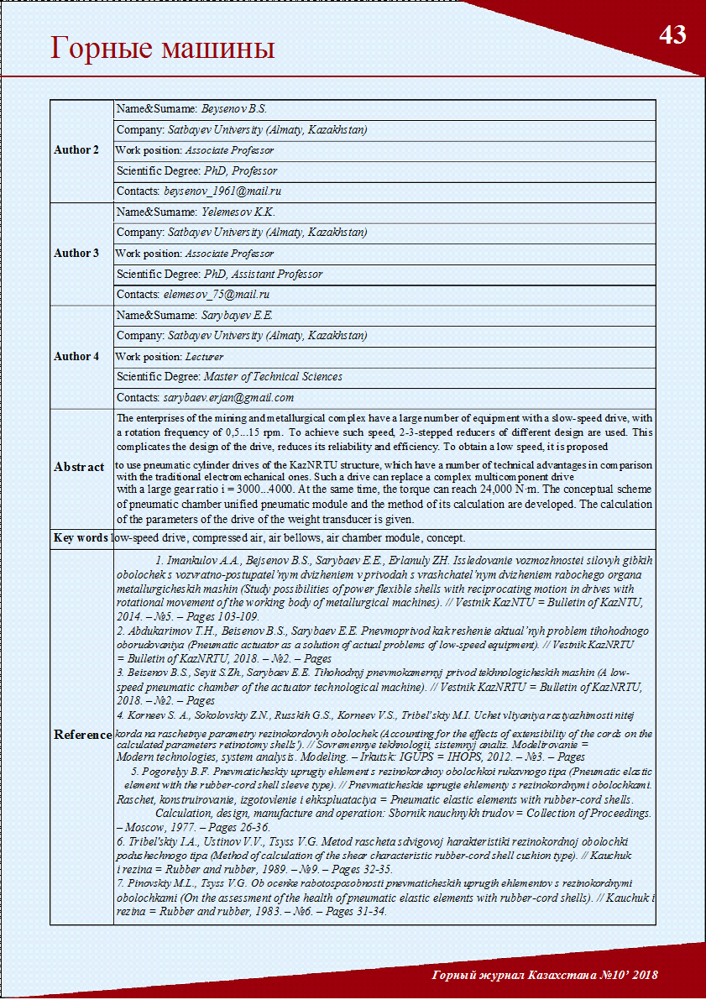 43
Горные машины
Name&Surname: Beysenov B.S.
Company: Satbayev University (Almaty, Kazakhstan)
Author 2
Work position: Associate Professor
Scientific Degree: PhD, Professor
Contacts: beysenov_1961@mail.ru
Name&Surname: Yelemesov K.K.
Company: Satbayev University (Almaty, Kazakhstan)
Author 3
Work position: Associate Professor
Scientific Degree: PhD, Assistant Professor
Contacts: elemesov_75@mail.ru
Name&Surname: Sarybayev E.E.
Company: Satbayev University (Almaty, Kazakhstan)
Author 4
Work position: Lecturer
Scientific Degree: Master of Technical Sciences
Contacts: sarybaev.erjan@gmail.com
The enterprises of the mining and metallurgical complex have a large number of equipment with a slow-speed drive, with
a rotation frequency of 0,5...15 rpm. To achieve such speed, 2-3-stepped reducers of different design are used. This
complicates the design of the drive, reduces its reliability and efficiency. To obtain a low speed, it is proposed
Abstract
to use pneumatic cylinder drives of the KazNRTU structure, which have a number of technical advantages in comparison
with the traditional electromechanical ones. Such a drive can replace a complex multicomponent drive
with a large gear ratio i = 3000...4000. At the same time, the torque can reach 24,000 N·m. The conceptual scheme
of pneumatic chamber unified pneumatic module and the method of its calculation are developed. The calculation
of the parameters of the drive of the weight transducer is given.
Key words low-speed drive, compressed air, air bellows, air chamber module, concept.
1. Imankulov A.A., Bejsenov B.S., Sarybaev E.E., Erlanuly ZH. Issledovanie vozmozhnostei silovyh gibkih
obolochek s vozvratno-postupatel’nym dvizheniem v privodah s vrashchatel’nym dvizheniem rabochego organa
metallurgicheskih mashin (Study possibilities of power flexible shells with reciprocating motion in drives with
rotational movement of the working body of metallurgical machines). // Vestnik KazNTU = Bulletin of KazNTU,
2014. – №5. – Pages 103-109.
2. Abdukarimov T.H., Beisenov B.S., Sarybaev E.E. Pnevmoprivod kak reshenie aktual’nyh problem tihohodnogo
oborudovaniya (Pneumatic actuator as a solution of actual problems of low-speed equipment). // Vestnik KazNRTU
= Bulletin of KazNRTU, 2018. – №2. – Pages
3. Beisenov B.S., Seyit S.Zh., Sarybaev E.E. Tihohodnyj pnevmokamernyj privod tekhnologicheskih mashin (A low-
speed pneumatic chamber of the actuator technological machine). // Vestnik KazNRTU = Bulletin of KazNRTU,
2018. – №2. – Pages
4. Korneev S. A., Sokolovskiy Z.N., Russkih G.S., Korneev V.S., Tribel'skiy M.I. Uchet vliyaniya rastyazhimosti nitej
Reference
korda na raschetnye parametry rezinokordovyh obolochek (Accounting for the effects of extensibility of the cords on the
calculated parameters retinotomy shells'). // Sovremennye tekhnologii, sistemnyj analiz. Modelirovanie =
Modern technologies, system analysis. Modeling. – Irkutsk: IGUPS = IHOPS, 2012. – №3. – Pages
5. Pogorelyy B.F. Pnevmaticheskiy uprugiy ehlement s rezinokordnoy obolochkoi rukavnogo tipa (Pneumatic elastic
element with the rubber-cord shell sleeve type). // Pnevmaticheskie uprugie ehlementy s rezinokordnymi obolochkami.
Raschet, konstruirovanie, izgotovlenie i ehkspluataciya = Pneumatic elastic elements with rubber-cord shells.
Calculation, design, manufacture and operation: Sbornik nauchnykh trudov = Collection of Proceedings.
– Moscow, 1977. – Pages 26-36.
6. Tribel'skiy I.A., Ustinov V.V., Tsyss V.G. Metod rascheta sdvigovoj harakteristiki rezinokordnoj obolochki
podushechnogo tipa (Method of calculation of the shear characteristic rubber-cord shell cushion type). // Kauchuk
i rezina = Rubber and rubber, 1989. – №9. – Pages 32-35.
7. Pinovskiy M.L., Tsyss V.G. Ob ocenke rabotosposobnosti pnevmaticheskih uprugih ehlementov s rezinokordnymi
obolochkami (On the assessment of the health of pneumatic elastic elements with rubber-cord shells). // Kauchuk i
rezina = Rubber and rubber, 1983. – №6. – Pages 31-34.
Горный журнал Казахстана №10’ 2018